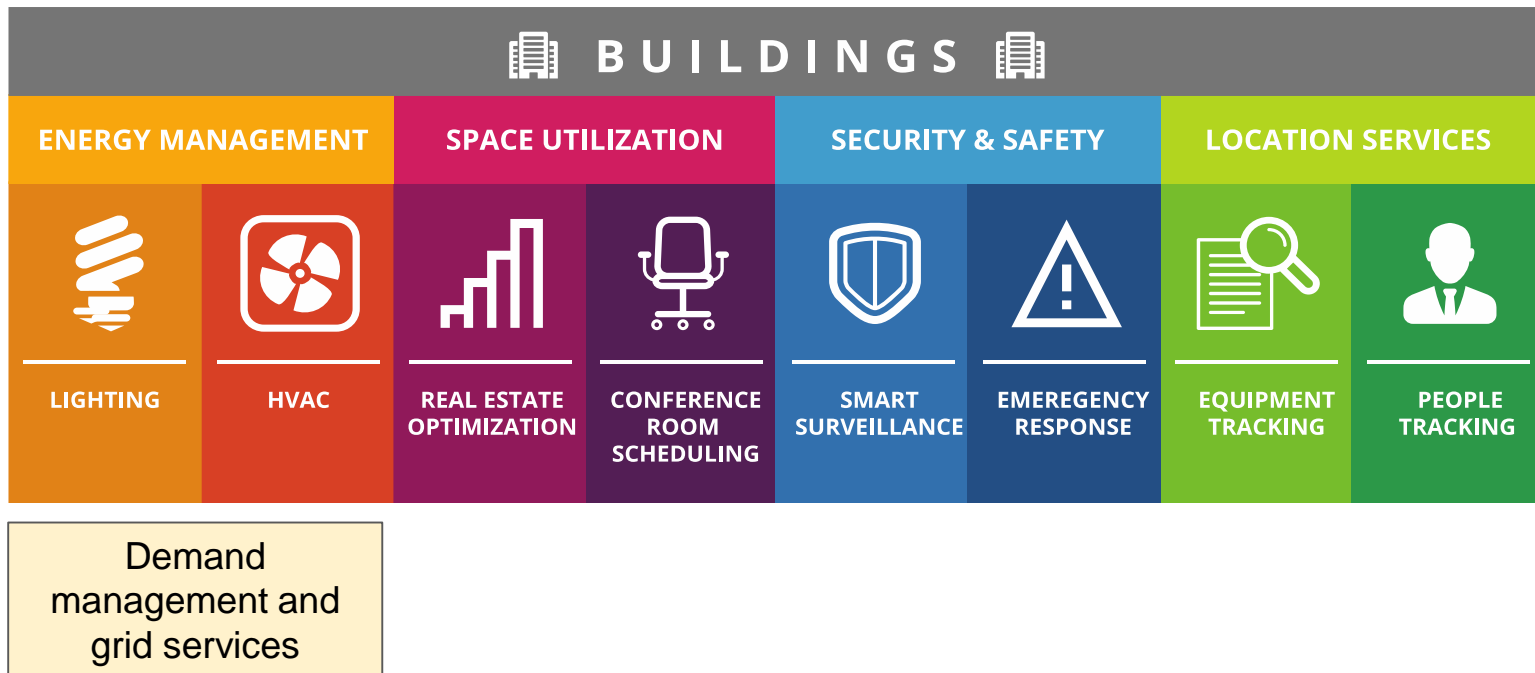 BUILDINGS
ENERGY MANAGEMENT
SPACE UTILIZATION
SECURITY & SAFETY
LOCATION SERVICES
LIGHTING
HVAC
REAL ESTATE
OPTIMIZATION
CONFERENCE
ROOM
SCHEDULING
SMART
SURVEILLANCE
EMEREGENCY
RESPONSE
EQUIPMENT
TRACKING
PEOPLE
TRACKING
Demand
management and
grid services